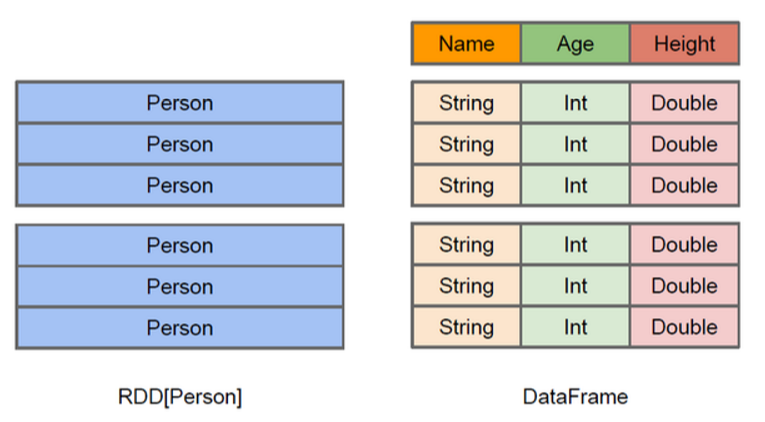 Name Age Height
Person String Int Double
Person String Int Double
Person String Int Double
Person String Int Double
Person String Int Double
Person String Int Double
RDD[Person] DataFrame